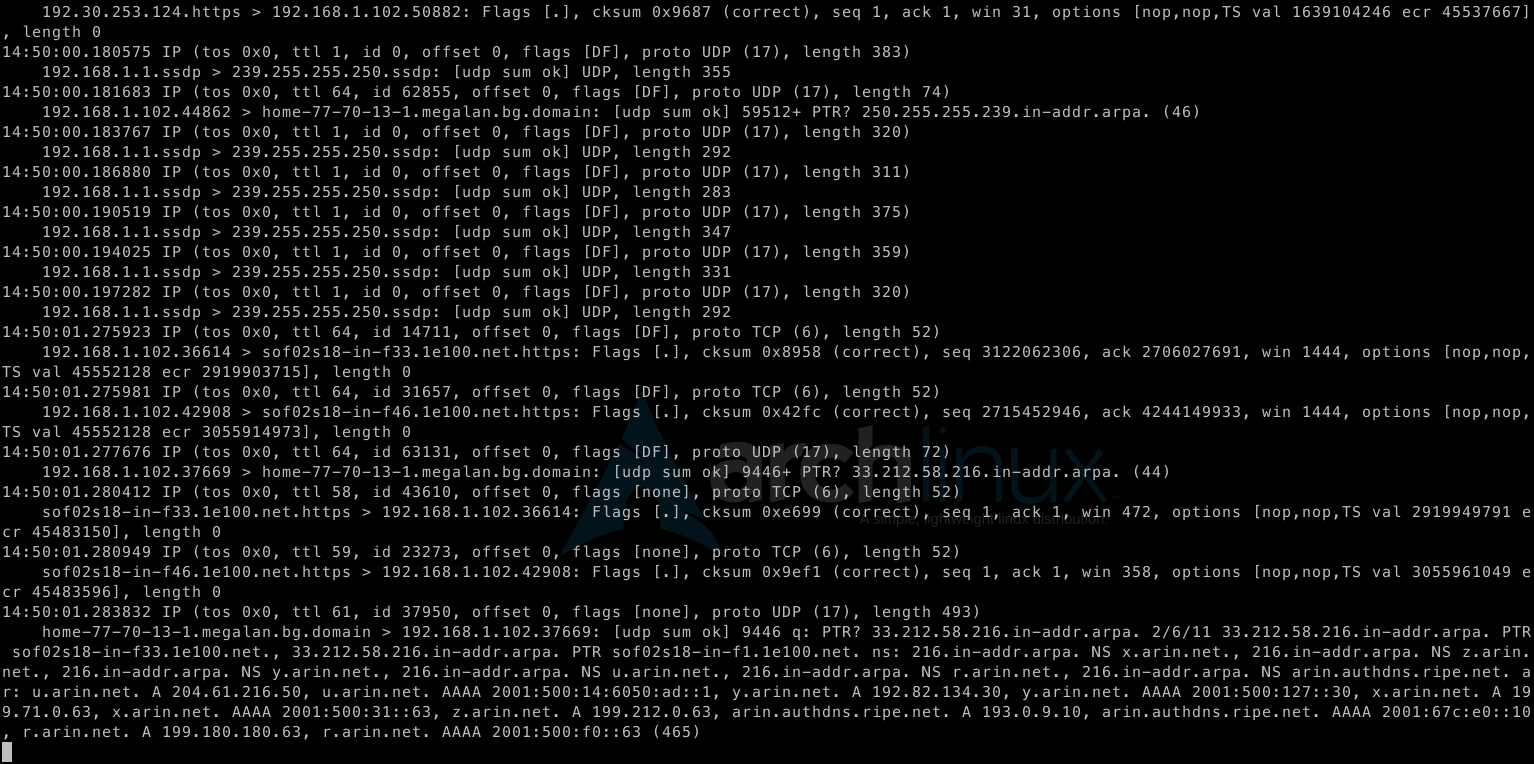 192.30.253.124.https > 192.168.1.102.50882: Flags [.], cksum 0x9687 (correct), seq 1, ack 1, win 31, options [nop,nop,TS val 1639104246 ecr 45537667]
, length 0
14:50:00.180575 IP (tos 0x0, ttl 1, id 0, offset 0, flags [DF], proto UDP (17), length 383)
192.168.1.1.ssdp > 239.255.255.250.ssdp: [udp sum ok] UDP, length 355
14:50:00.181683 IP (tos 0x0, ttl 64, id 62855, offset 0, flags [DF], proto UDP (17), length 74)
192.168.1.102.44862 > home-77-70-13-1.megalan.bg.domain: [udp sum ok] 59512+ PTR? 250.255.255.239.in-addr.arpa. (46)
14:50:00.183767 IP (tos 0x0, ttl 1, id 0, offset 0, flags [DF], proto UDP (17), length 320)
192.168.1.1.ssdp > 239.255.255.250.ssdp: [udp sum ok] UDP, length 292
14:50:00.186880 IP (tos 0x0, ttl 1, id 0, offset 0, flags [DF], proto UDP (17), length 311)
192.168.1.1.ssdp > 239.255.255.250.ssdp: [udp sum ok] UDP, length 283
14:50:00.190519 IP (tos 0x0, ttl 1, id 0, offset 0, flags [DF], proto UDP (17), length 375)
192.168.1.1.ssdp > 239.255.255.250.ssdp: [udp sum ok] UDP, length 347
14:50:00.194025 IP (tos 0x0, ttl 1, id 0, offset 0, flags [DF], proto UDP (17), length 359)
192.168.1.1.ssdp > 239.255.255.250.ssdp: [udp sum ok] UDP, length 331
14:50:00.197282 IP (tos 0x0, ttl 1, id 0, offset 0, flags [DF], proto UDP (17), length 320)
192.168.1.1.ssdp > 239.255.255.250.ssdp: [udp sum ok] UDP, length 292
14:50:01.275923 IP (tos 0x0, ttl 64, id 14711, offset 0, flags [DF], proto TCP (6), length 52)
192.168.1.102.36614 > sof02s18-in-f33.1e100.net.https: Flags [.], cksum 0x8958 (correct), seq 3122062306, ack 2706027691, win 1444, options [nop,nop,
TS val 45552128 ecr 2919903715], length 0
14:50:01.275981 IP (tos 0x0, ttl 64, id 31657, offset 0, flags [DF], proto TCP (6), length 52)
192.168.1.102.42908 > sof02s18-in-f46.1e100.net.https: Flags [.], cksum 0x42fc (correct), seq 2715452946, ack 4244149933, win 1444, options [nop,nop,
TS val 45552128 ecr 3055914973], length 0
14:50:01.277676 IP (tos 0x0, ttl 64, id 63131, offset 0, flags [DF], proto UDP (17), length 72)
192.168.1.102.37669 > home-77-70-13-1.megalan.bg.domain: [udp sum ok] 9446+ PTR? 33.212.58.216.in-addr.arpa. (44)
14:50:01.280412 IP (tos 0x0, ttl 58, id 43610, offset 0, flags [none], proto TCP (6), length 52)
sof02s18-in-f33.1e100.net.https > 192.168.1.102.36614: Flags [.], cksum 0xe699 (correct), seq 1, ack 1, win 472, options [nop,nop,TS val 2919949791 e
cr 45483150], length 0
14:50:01.280949 IP (tos 0x0, ttl 59, id 23273, offset 0, flags [none], proto TCP (6), length 52)
sof02s18-in-f46.1e100.net.https > 192.168.1.102.42908: Flags [.], cksum 0x9ef1 (correct), seq 1, ack 1, win 358, options [nop,nop,TS val 3055961049 e
cr 45483596], length 0
14:50:01.283832 IP (tos 0x0, ttl 61, id 37950, offset 0, flags [none], proto UDP (17), length 493)
home-77-70-13-1.megalan.bg.domain > 192.168.1.102.37669: [udp sum ok] 9446 q: PTR? 33.212.58.216.in-addr.arpa. 2/6/11 33.212.58.216.in-addr.arpa. PTR
sof02s18-in-f33.1e100.net., 33.212.58.216.in-addr.arpa. PTR sof02s18-in-f1.1e100.net. ns: 216.in-addr.arpa. NS x.arin.net., 216.in-addr.arpa. NS z.arin.
net., 216.in-addr.arpa. NS y.arin.net., 216.in-addr.arpa. NS u.arin.net., 216.in-addr.arpa. NS r.arin.net., 216.in-addr.arpa. NS arin.authdns.ripe.net. a
r: u.arin.net. A 204.61.216.50, u.arin.net. AAAA 2001:500:14:6050:ad::1, y.arin.net. A 192.82.134.30, y.arin.net. AAAA 2001:500:127::30, x.arin.net. A 19
9.71.0.63, x.arin.net. AAAA 2001:500:31::63, z.arin.net. A 199.212.0.63, arin.authdns.ripe.net. A 193.0.9.10, arin.authdns.ripe.net. AAAA 2001:67c:e0::10
, r.arin.net. A 199.180.180.63, r.arin.net. AAAA 2001:500:f0::63 (465)
archlinux
A simple, lightweight linux distribution.